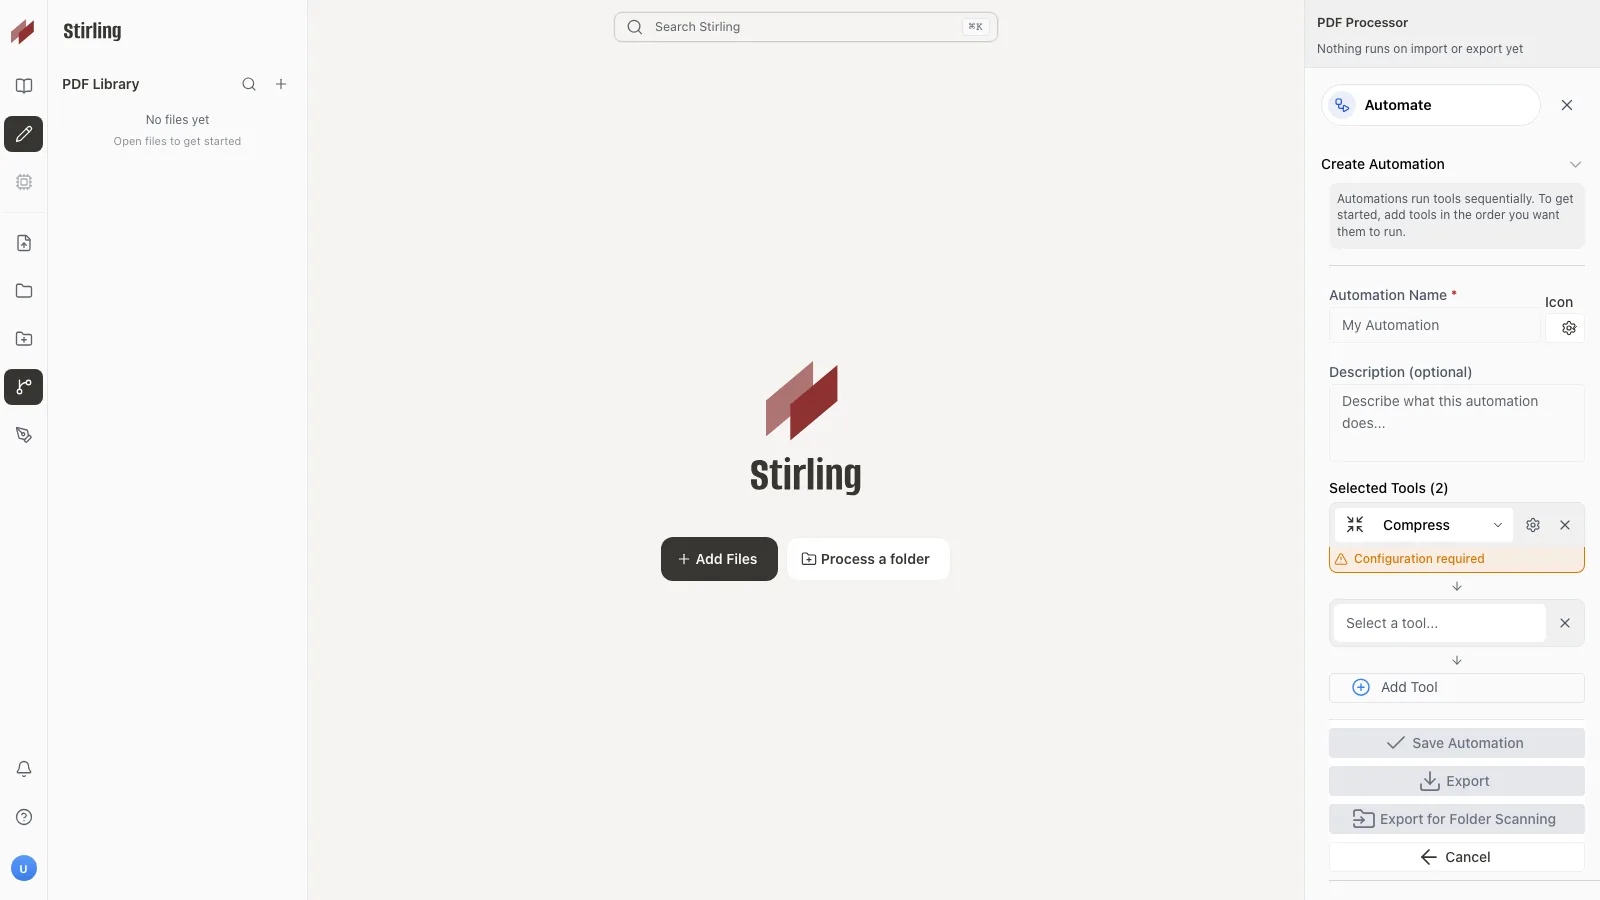 Stirling
PDF Library
No files yet
Open files to get started
U
Search Stirling
⌘K
Stirling
Add Files
Process a folder
PDF Processor
Nothing runs on import or export yet
Automate
Create Automation
Automations run tools sequentially. To get
started, add tools in the order you want
them to run.
Automation Name *
Icon
My Automation
Description (optional)
Describe what this automation
does...
Selected Tools (2)
Compress
Configuration required
Select a tool...
Add Tool
Save Automation
Export
Export for Folder Scanning
Cancel